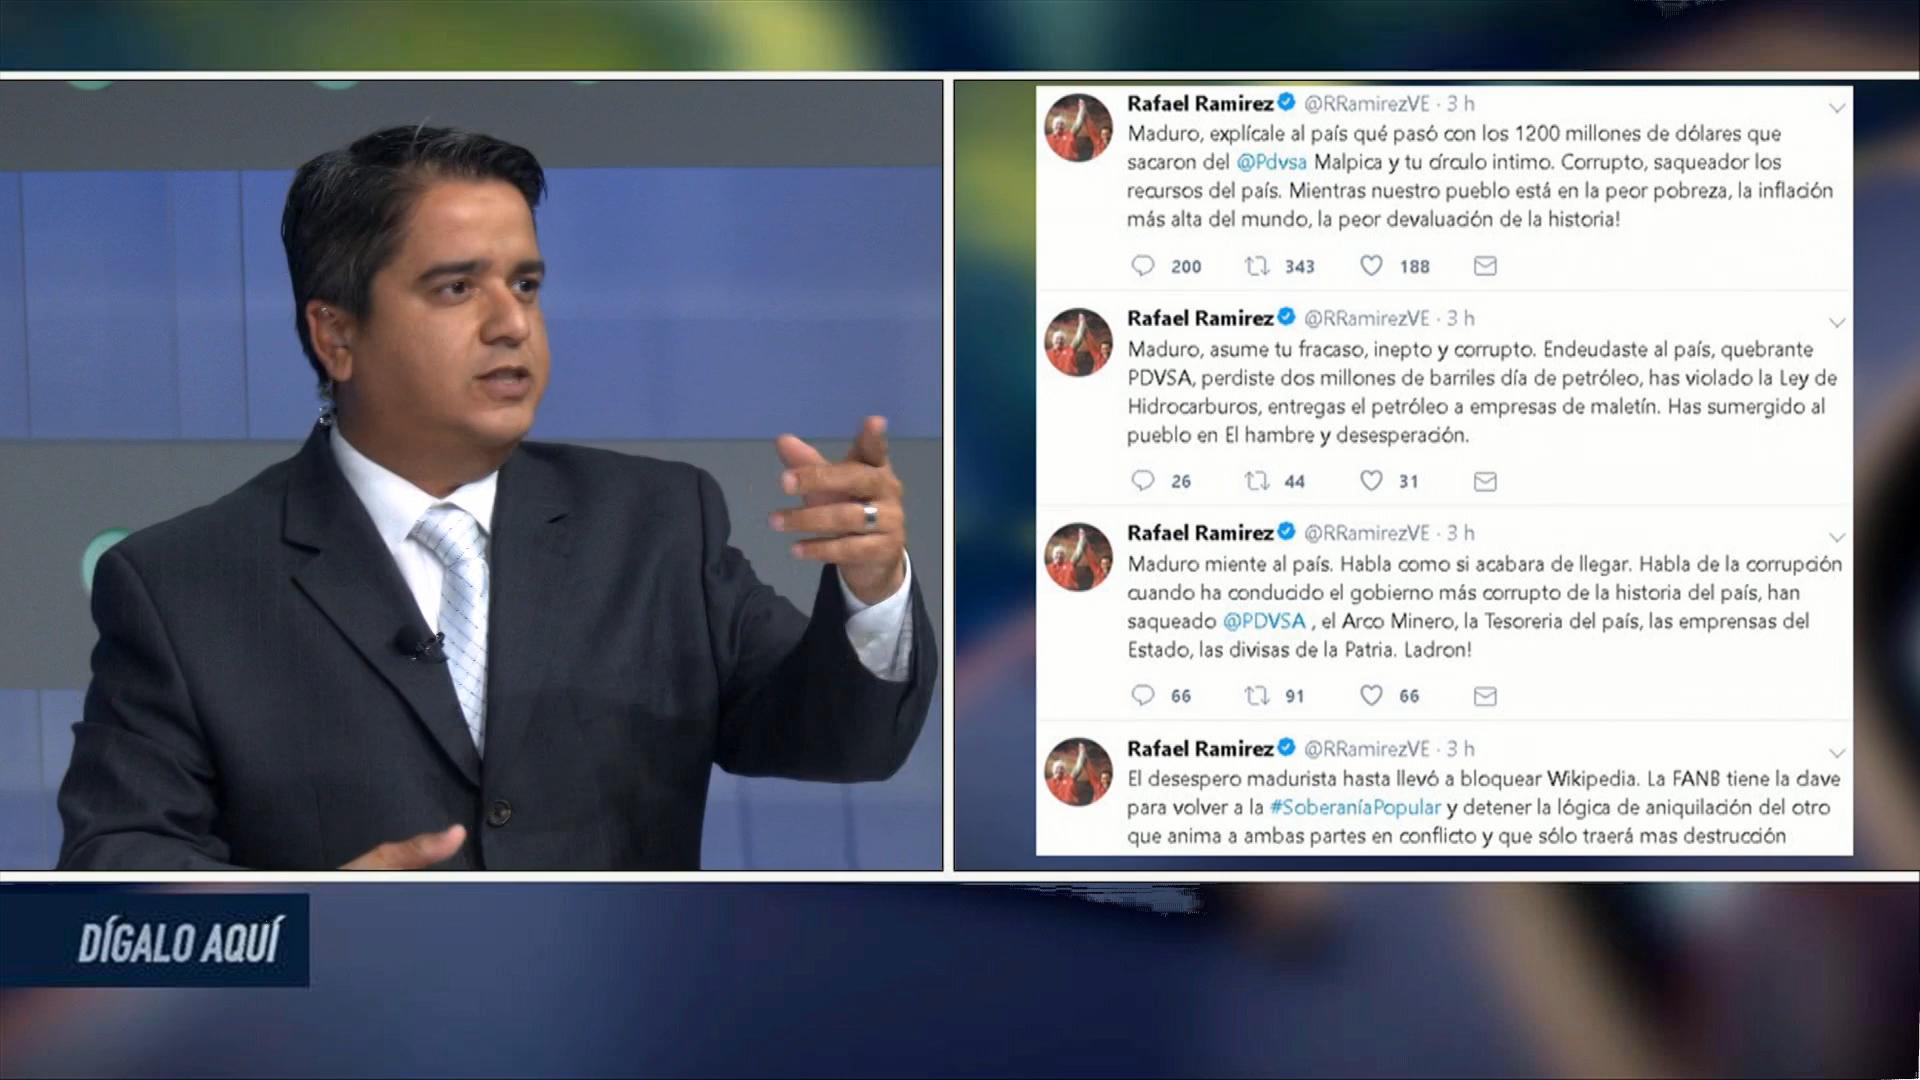 Rafael Ramirez @RRamirezVE · 3 h
Maduro, explícale al país qué pasó con los 1200 millones de dólares que
sacaron del @Pdvsa Malpica y tu círculo intimo. Corrupto, saqueador los
recursos del país. Mientras nuestro pueblo está en la peor pobreza, la inflación
más alta del mundo, la peor devaluación de la historia!
200 343 188
Rafael Ramirez @RRamirezVE · 3 h
Maduro, asume tu fracaso, inepto y corrupto. Endeudaste al país, quebrante
PDVSA, perdiste dos millones de barriles día de petróleo, has violado la Ley de
Hidrocarburos, entregas el petróleo a empresas de maletín. Has sumergido al
pueblo en El hambre y desesperación.
26 44 31
Rafael Ramirez @RRamirezVE · 3 h
Maduro miente al país. Habla como si acabara de llegar. Habla de la corrupción
cuando ha conducido el gobierno más corrupto de la historia del país, han
saqueado @PDVSA , el Arco Minero, la Tesoreria del país, las emprensas del
Estado, las divisas de la Patria. Ladron!
66 91 66
Rafael Ramirez @RRamirezVE · 3 h
El desespero madurista hasta llevó a bloquear Wikipedia. La FANB tiene la clave
para volver a la #SoberaníaPopular y detener la lógica de aniquilación del otro
que anima a ambas partes en conflicto y que sólo traerá mas destrucción
DÍGALO AQUÍ